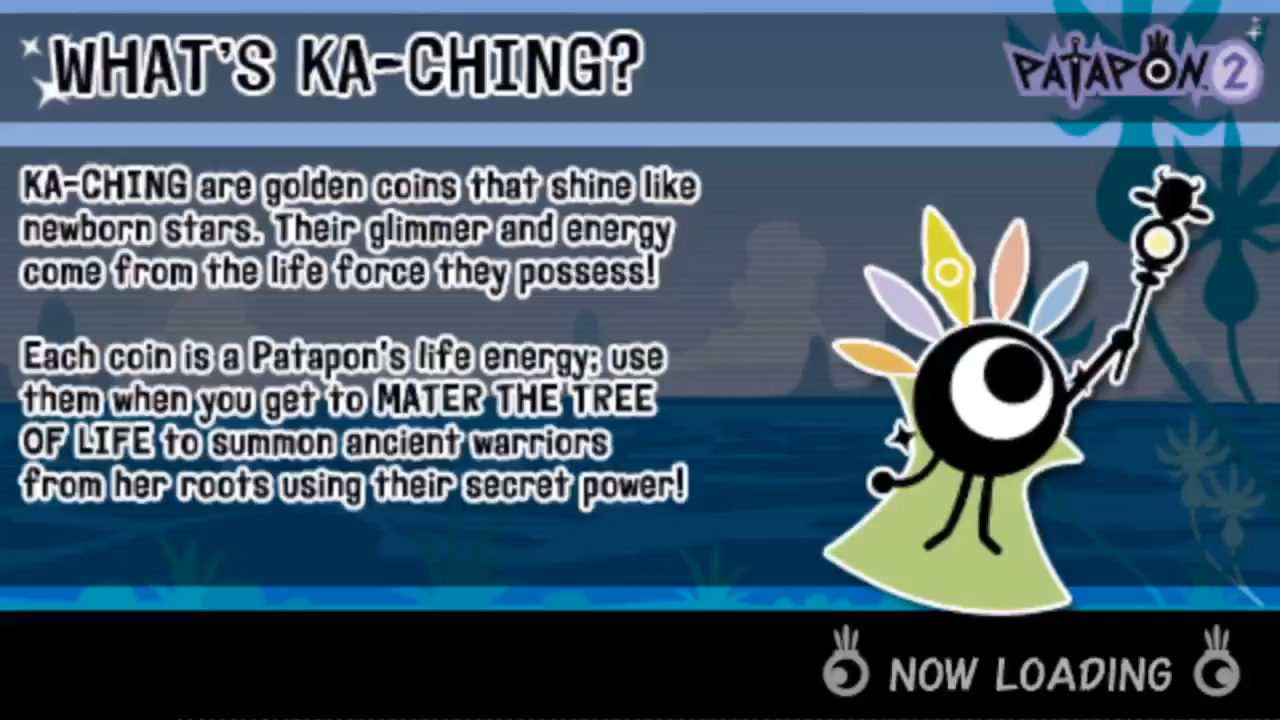 WHAT'S KA-CHING?
PATAPON 2
KA-CHING are golden coins that shine like
newborn stars. Their glimmer and energy
come from the life force they possess!
Each coin is a Patapon's life energy; use
them when you get to MATER THE TREE
OF LIFE to summon ancient warriors
from her roots using their secret power!
NOW LOADING